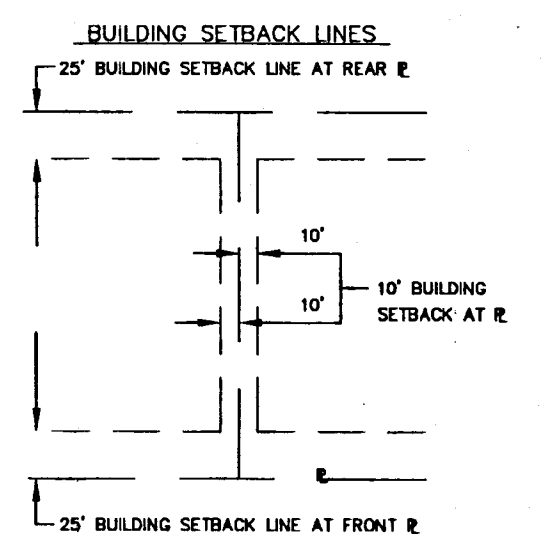 BUILDING SETBACK LINES
25' BUILDING SETBACK LINE AT REAR ⅊
10'
10'
10' BUILDING
SETBACK AT ⅊
⅊
25' BUILDING SETBACK LINE AT FRONT ⅊